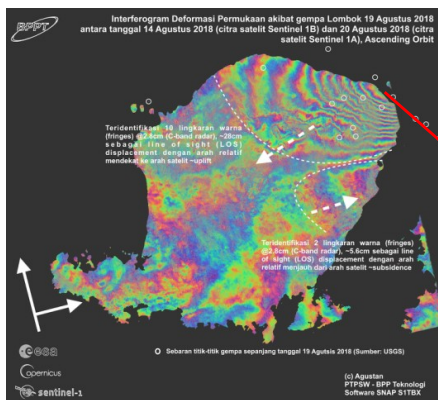 BPPT
Interferogram Deformasi Permukaan akibat gempa Lombok 19 Agustus 2018
antara tanggal 14 Agustus 2018 (citra satelit Sentinel 1B) dan 20 Agustus 2018 (citra
satelit Sentinel 1A), Ascending Orbit
Teridentifikasi 10 lingkaran warna
(fringes) @2.8cm (C-band radar), ~28cm
sebagai line of sight (LOS)
displacement dengan arah relatif
mendekat ke arah satelit ~uplift
Teridentifikasi 2 lingkaran warna (fringes)
@2.8cm (C-band radar), ~5.6cm sebagai line
of sight (LOS) displacement dengan arah
relatif menjauh dari arah satelit ~subsidence
Sebaran titik-titik gempa sepanjang tanggal 19 Agutsis 2018 (Sumber: USGS)
esa
opernicus
sentinel-1
(c) Agustan
PTPSW - BPP Teknologi
Software SNAP S1TBX